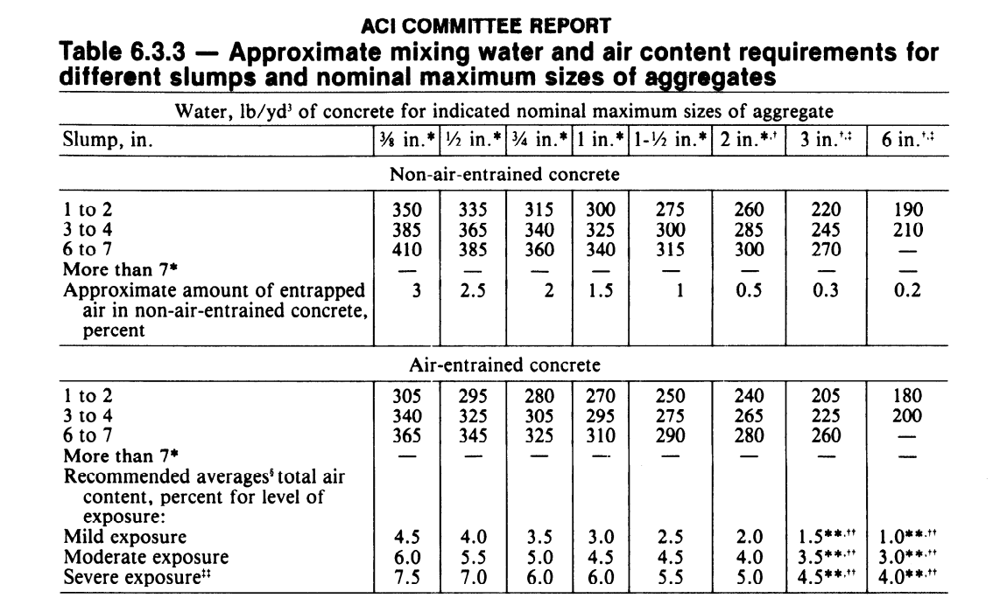 ACI COMMITTEE REPORT
Table 6.3.3 — Approximate mixing water and air content requirements for
different slumps and nominal maximum sizes of aggregates
Water, lb/yd³ of concrete for indicated nominal maximum sizes of aggregate
Slump, in. ⅜ in.* ½ in.* ¾ in.* 1 in.* 1-½ in.* 2 in.*,† 3 in.†,‡ 6 in.†,‡
Non-air-entrained concrete
1 to 2 350 335 315 300 275 260 220 190
3 to 4 385 365 340 325 300 285 245 210
6 to 7 410 385 360 340 315 300 270 —
More than 7* — — — — — — — —
Approximate amount of entrapped 3 2.5 2 1.5 1 0.5 0.3 0.2
air in non-air-entrained concrete,
percent
Air-entrained concrete
1 to 2 305 295 280 270 250 240 205 180
3 to 4 340 325 305 295 275 265 225 200
6 to 7 365 345 325 310 290 280 260 —
More than 7* — — — — — — — —
Recommended averages§ total air
content, percent for level of
exposure:
Mild exposure 4.5 4.0 3.5 3.0 2.5 2.0 1.5**,†† 1.0**,††
Moderate exposure 6.0 5.5 5.0 4.5 4.5 4.0 3.5**,†† 3.0**,††
Severe exposure‡‡ 7.5 7.0 6.0 6.0 5.5 5.0 4.5**,†† 4.0**,††